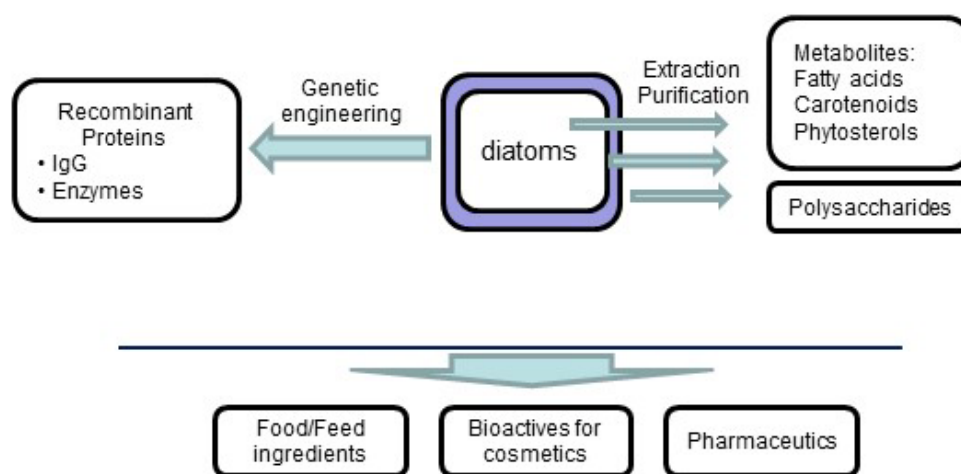 Recombinant
Proteins
• IgG
• Enzymes
Genetic
engineering
diatoms
Extraction
Purification
Metabolites:
Fatty acids
Carotenoids
Phytosterols
Polysaccharides
Food/Feed
ingredients
Bioactives for
cosmetics
Pharmaceutics